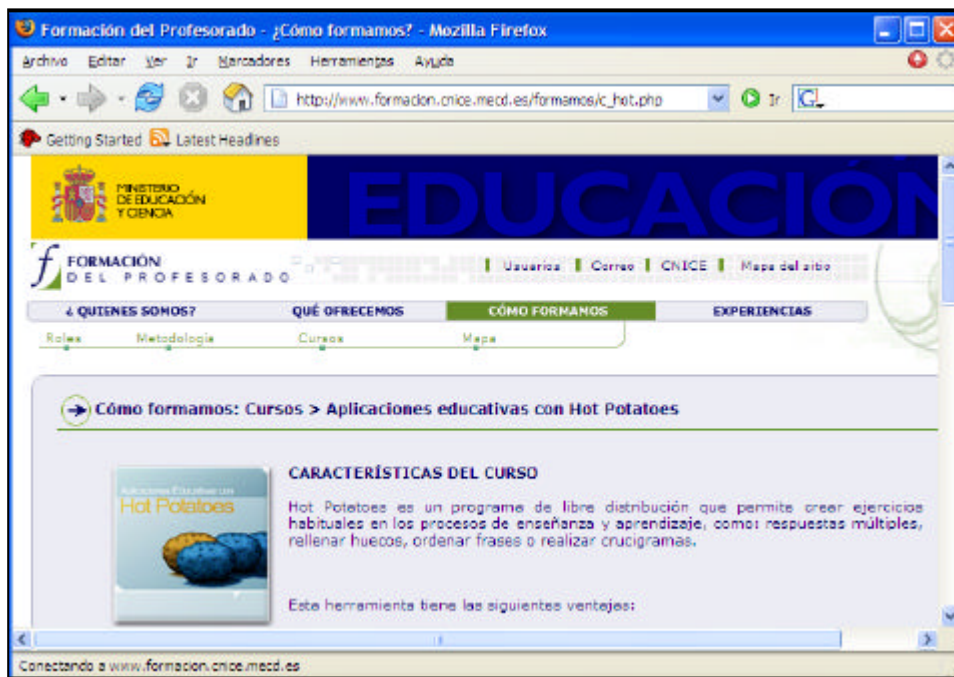 Formación del Profesorado - ¿Cómo formamos? - Mozilla Firefox
Archivo Editar Ver Ir Marcadores Herramientas Ayuda
http://www.formacion.cnice.mecd.es/formamos/c_hot.php Ir G
Getting Started Latest Headlines
MINISTERIO
DE EDUCACIÓN
Y CIENCIA
EDUCACIÓN
f FORMACIÓN
DEL PROFESORADO
Usuarios Correo CNICE Mapa del sitio
¿ QUIENES SOMOS? QUÉ OFRECEMOS CÓMO FORMAMOS EXPERIENCIAS
Roles Metodología Cursos Mapa
Cómo formamos: Cursos > Aplicaciones educativas con Hot Potatoes
Aplicaciones Educativas con
Hot Potatoes
CARACTERÍSTICAS DEL CURSO
Hot Potatoes es un programa de libre distribución que permite crear ejercicios
habituales en los procesos de enseñanza y aprendizaje, como: respuestas múltiples,
rellenar huecos, ordenar frases o realizar crucigramas.
Esta herramienta tiene las siguientes ventajas:
Conectando a www.formacion.cnice.mecd.es